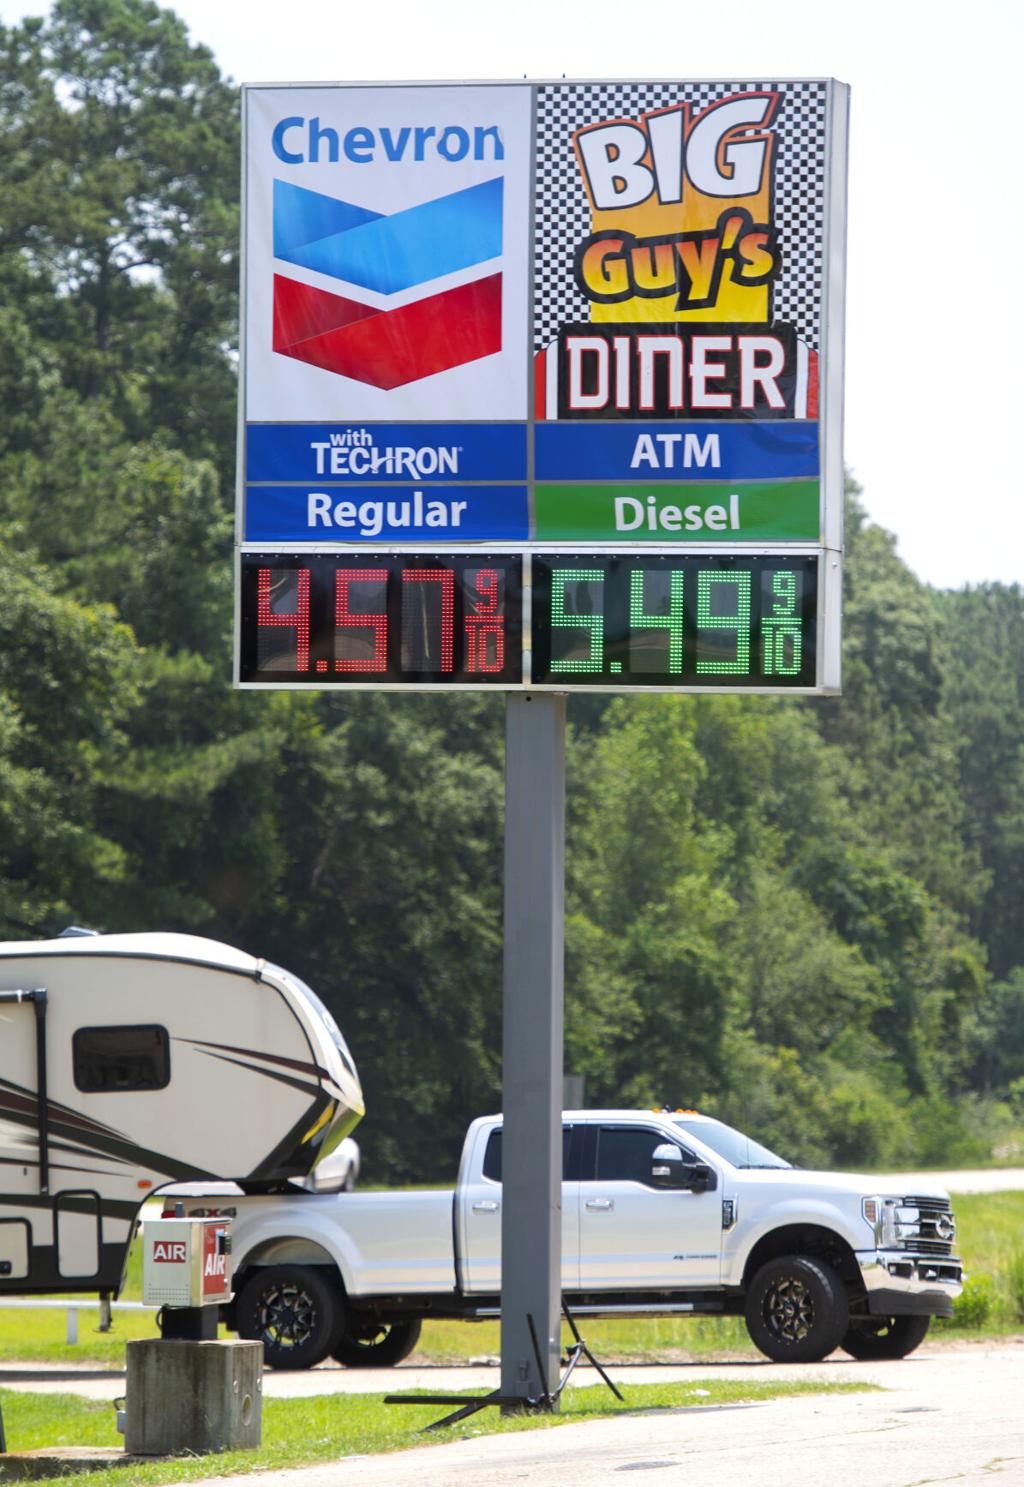 Chevron
with
TECHRON®
Regular
4.57 9/10
BIG
Guy's
DINER
ATM
Diesel
5.49 9/10
AIR
AIR
4x4